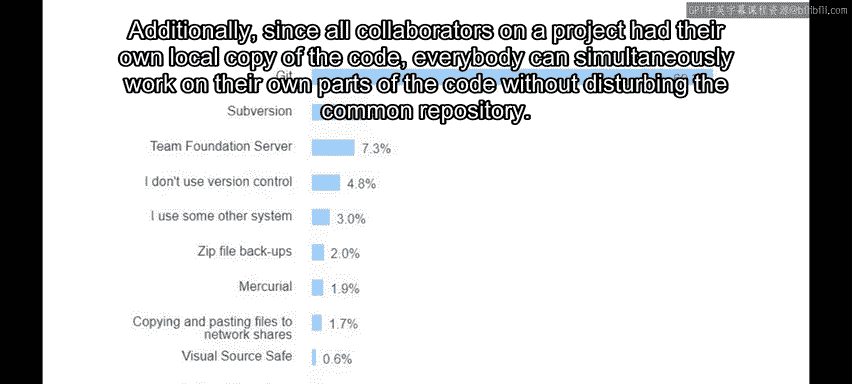 GPT中英字幕课程资源@bilibili.com
Additionally, since all collaborators on a project had their
own local copy of the code, everybody can simultaneously
work on their own parts of the code without disturbing the
common repository.
Git
Subversion
Team Foundation Server 7.3%
I don't use version control 4.8%
I use some other system 3.0%
Zip file back-ups 2.0%
Mercurial 1.9%
Copying and pasting files to
network shares 1.7%
Visual Source Safe 0.6%